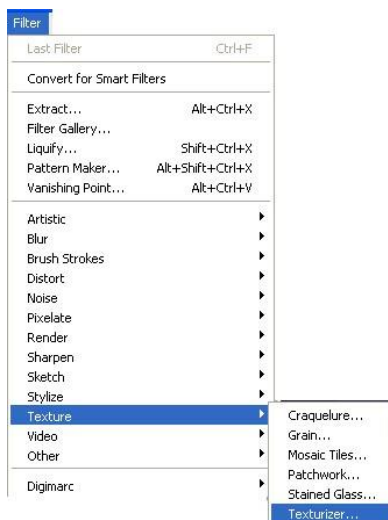 Filter
Last Filter Ctrl+F
Convert for Smart Filters
Extract... Alt+Ctrl+X
Filter Gallery...
Liquify... Shift+Ctrl+X
Pattern Maker... Alt+Shift+Ctrl+X
Vanishing Point... Alt+Ctrl+V
Artistic
Blur
Brush Strokes
Distort
Noise
Pixelate
Render
Sharpen
Sketch
Stylize
Texture
Video
Other
Digimarc
Craquelure...
Grain...
Mosaic Tiles...
Patchwork...
Stained Glass...
Texturizer...